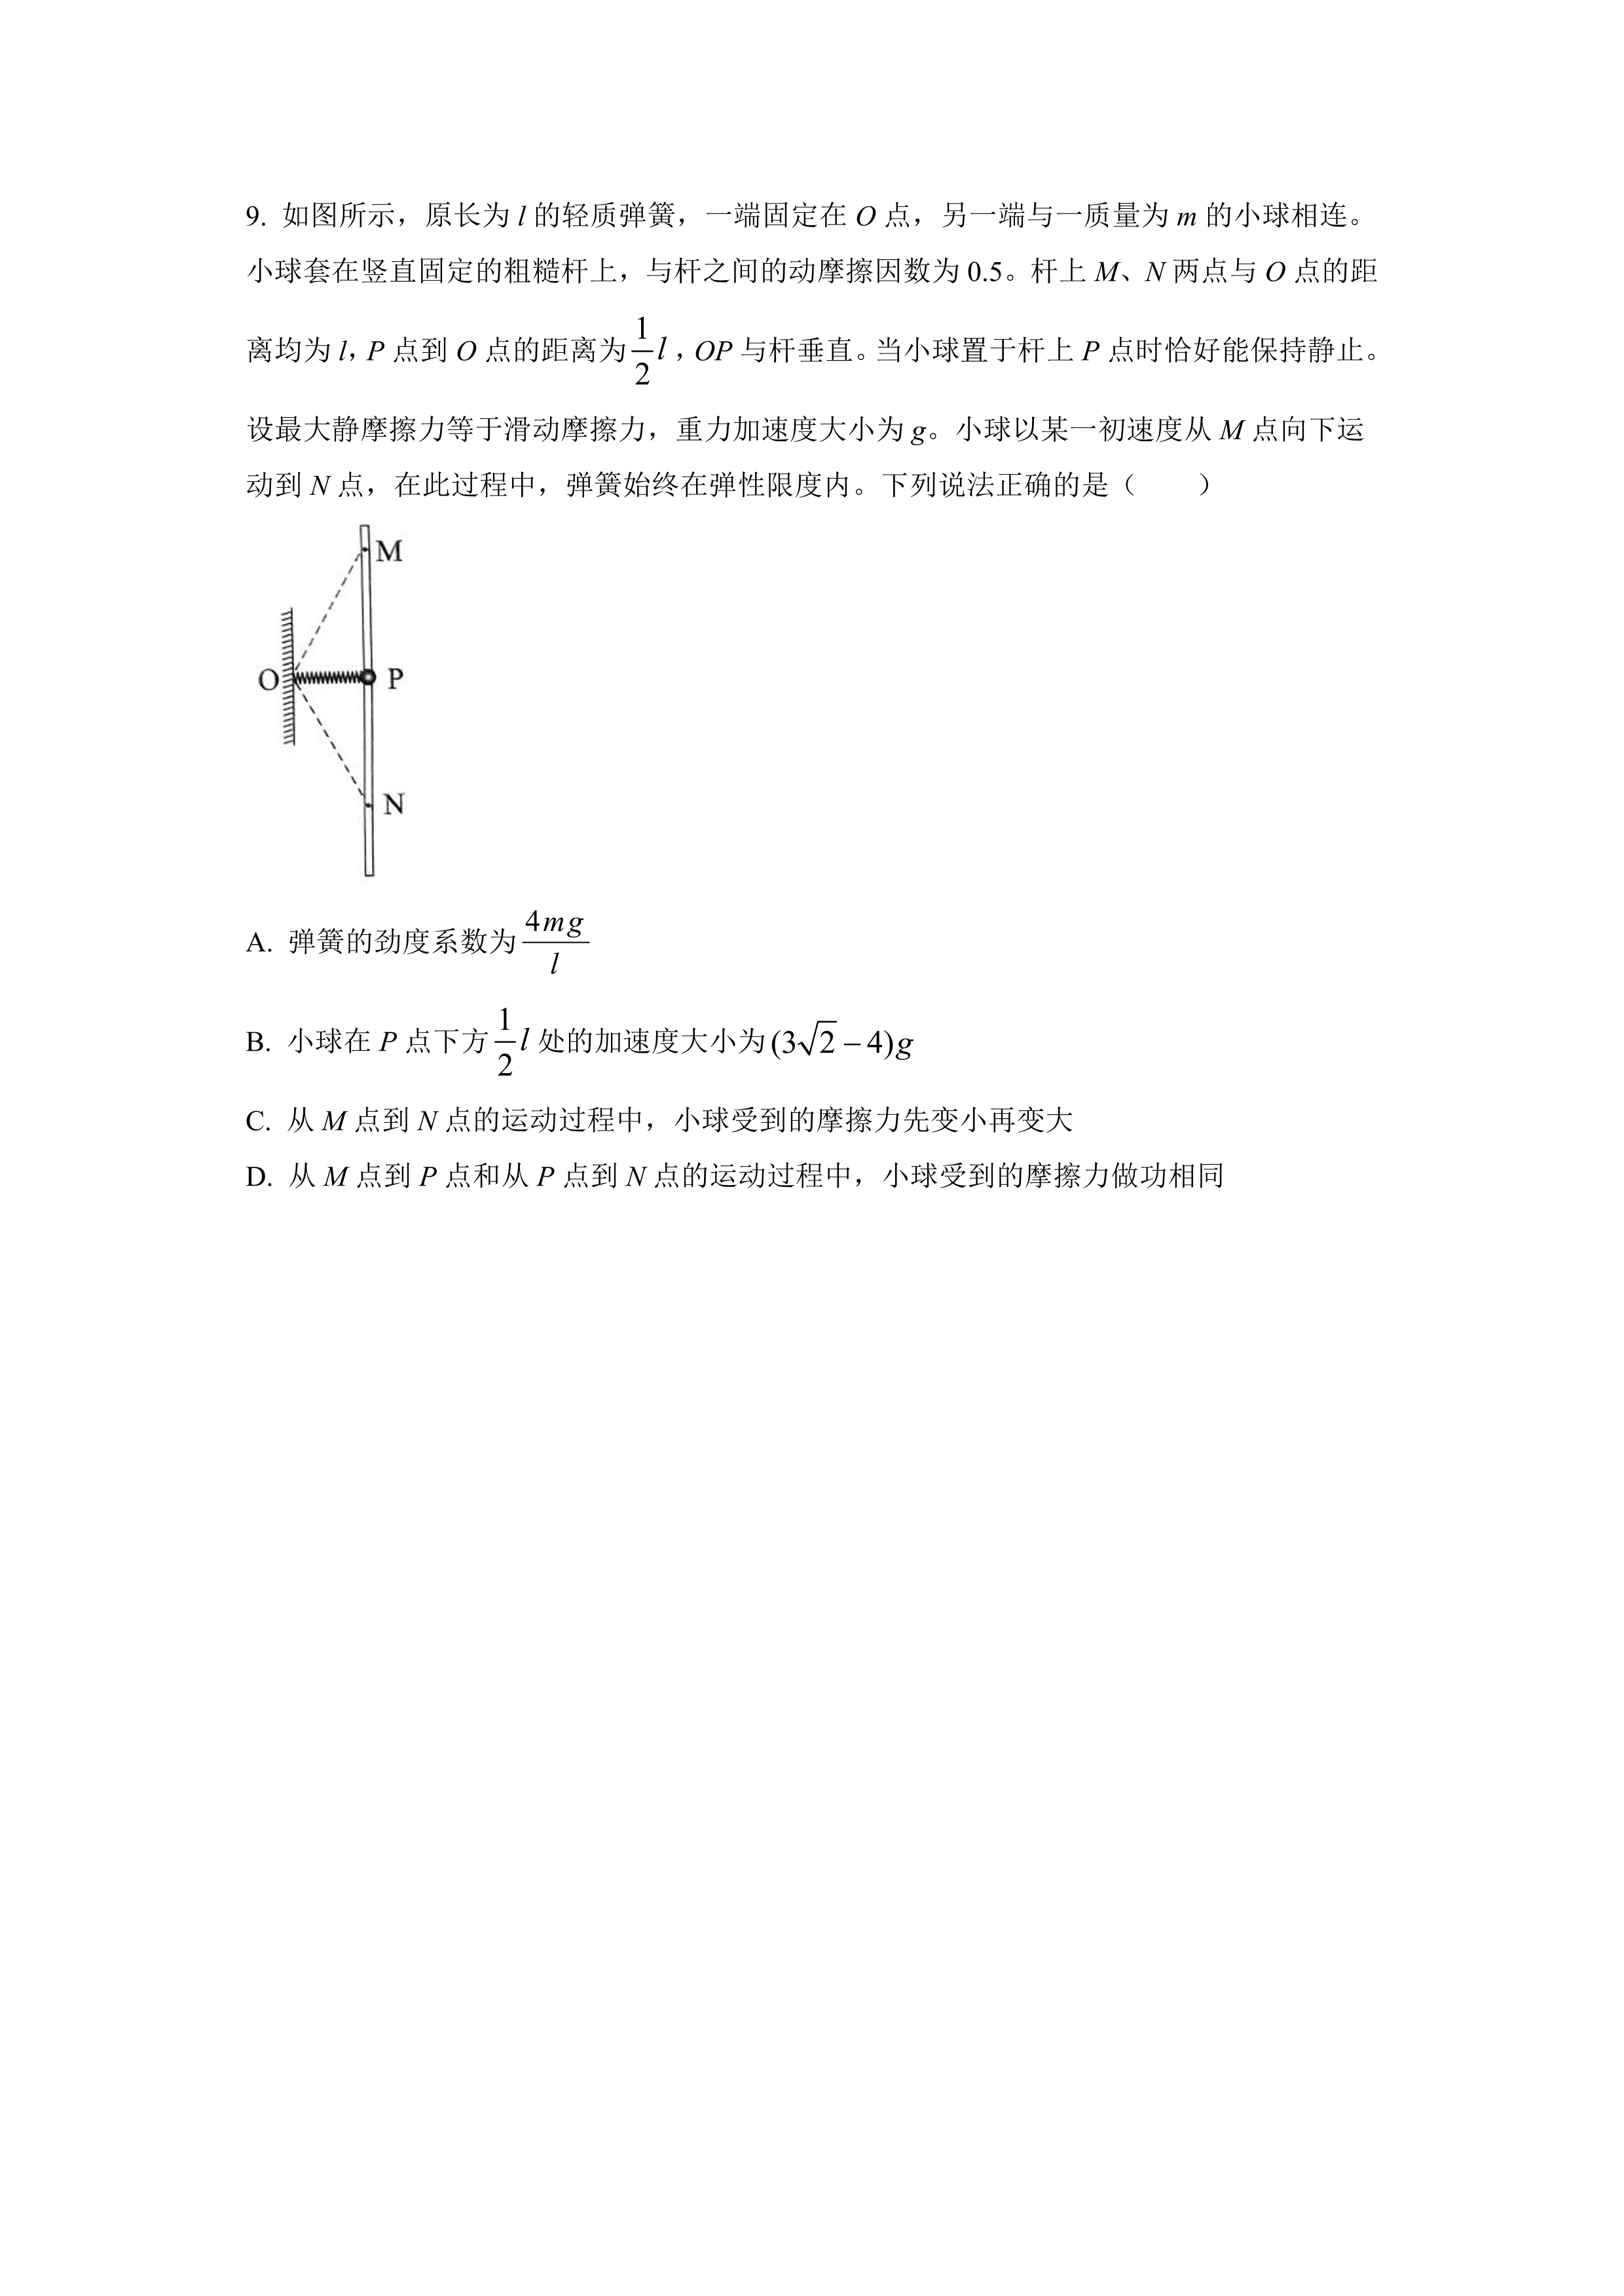 9. 如图所示，原长为 l 的轻质弹簧，一端固定在 O 点，另一端与一质量为 m 的小球相连。
小球套在竖直固定的粗糙杆上，与杆之间的动摩擦因数为 0.5。杆上 M、N 两点与 O 点的距
离均为 l，P 点到 O 点的距离为 \frac{1}{2}l，OP 与杆垂直。当小球置于杆上 P 点时恰好能保持静止。
设最大静摩擦力等于滑动摩擦力，重力加速度大小为 g。小球以某一初速度从 M 点向下运
动到 N 点，在此过程中，弹簧始终在弹性限度内。下列说法正确的是（　　）
M
O
P
N
A. 弹簧的劲度系数为 \frac{4mg}{l}
B. 小球在 P 点下方 \frac{1}{2}l 处的加速度大小为 (3\sqrt{2}-4)g
C. 从 M 点到 N 点的运动过程中，小球受到的摩擦力先变小再变大
D. 从 M 点到 P 点和从 P 点到 N 点的运动过程中，小球受到的摩擦力做功相同